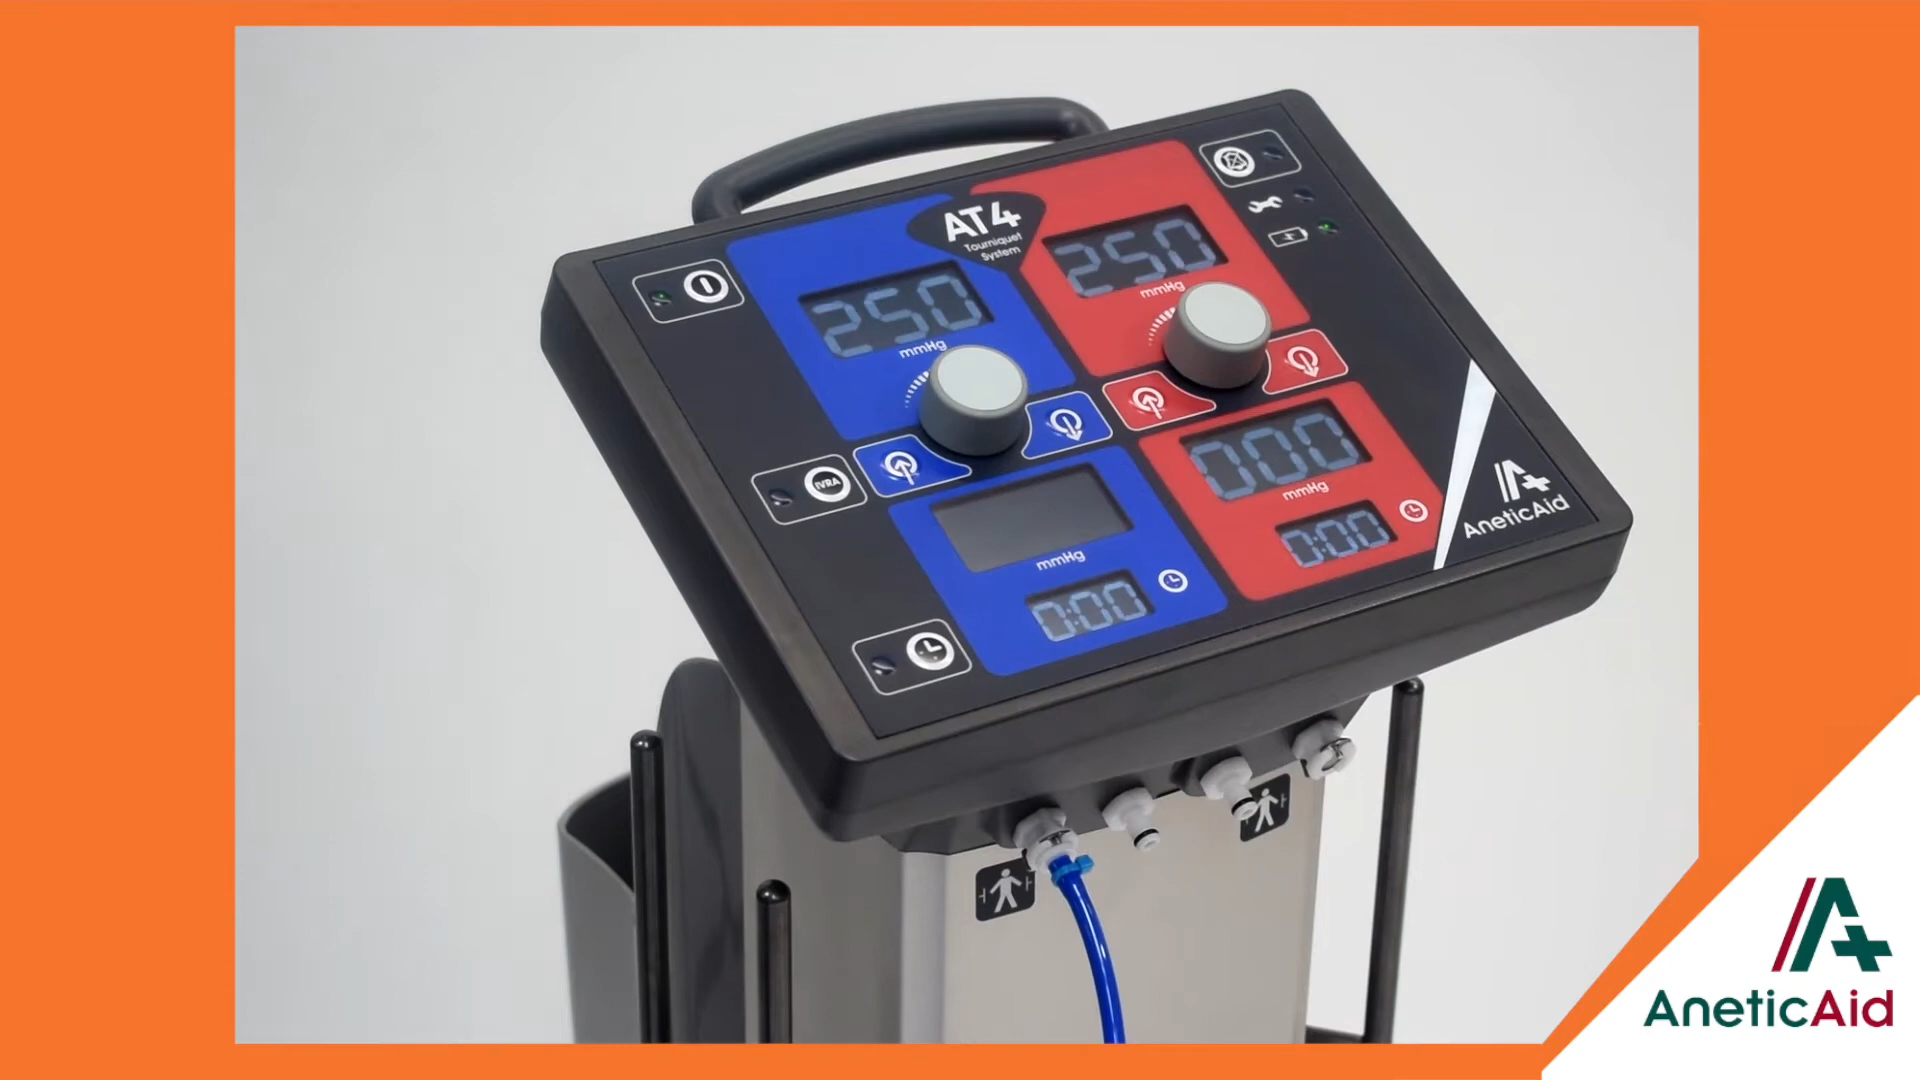 AT4
Tourniquet
System
250
mmHg
250
mmHg
IVRA
000
mmHg
0:00
mmHg
0:00
AneticAid
AneticAid